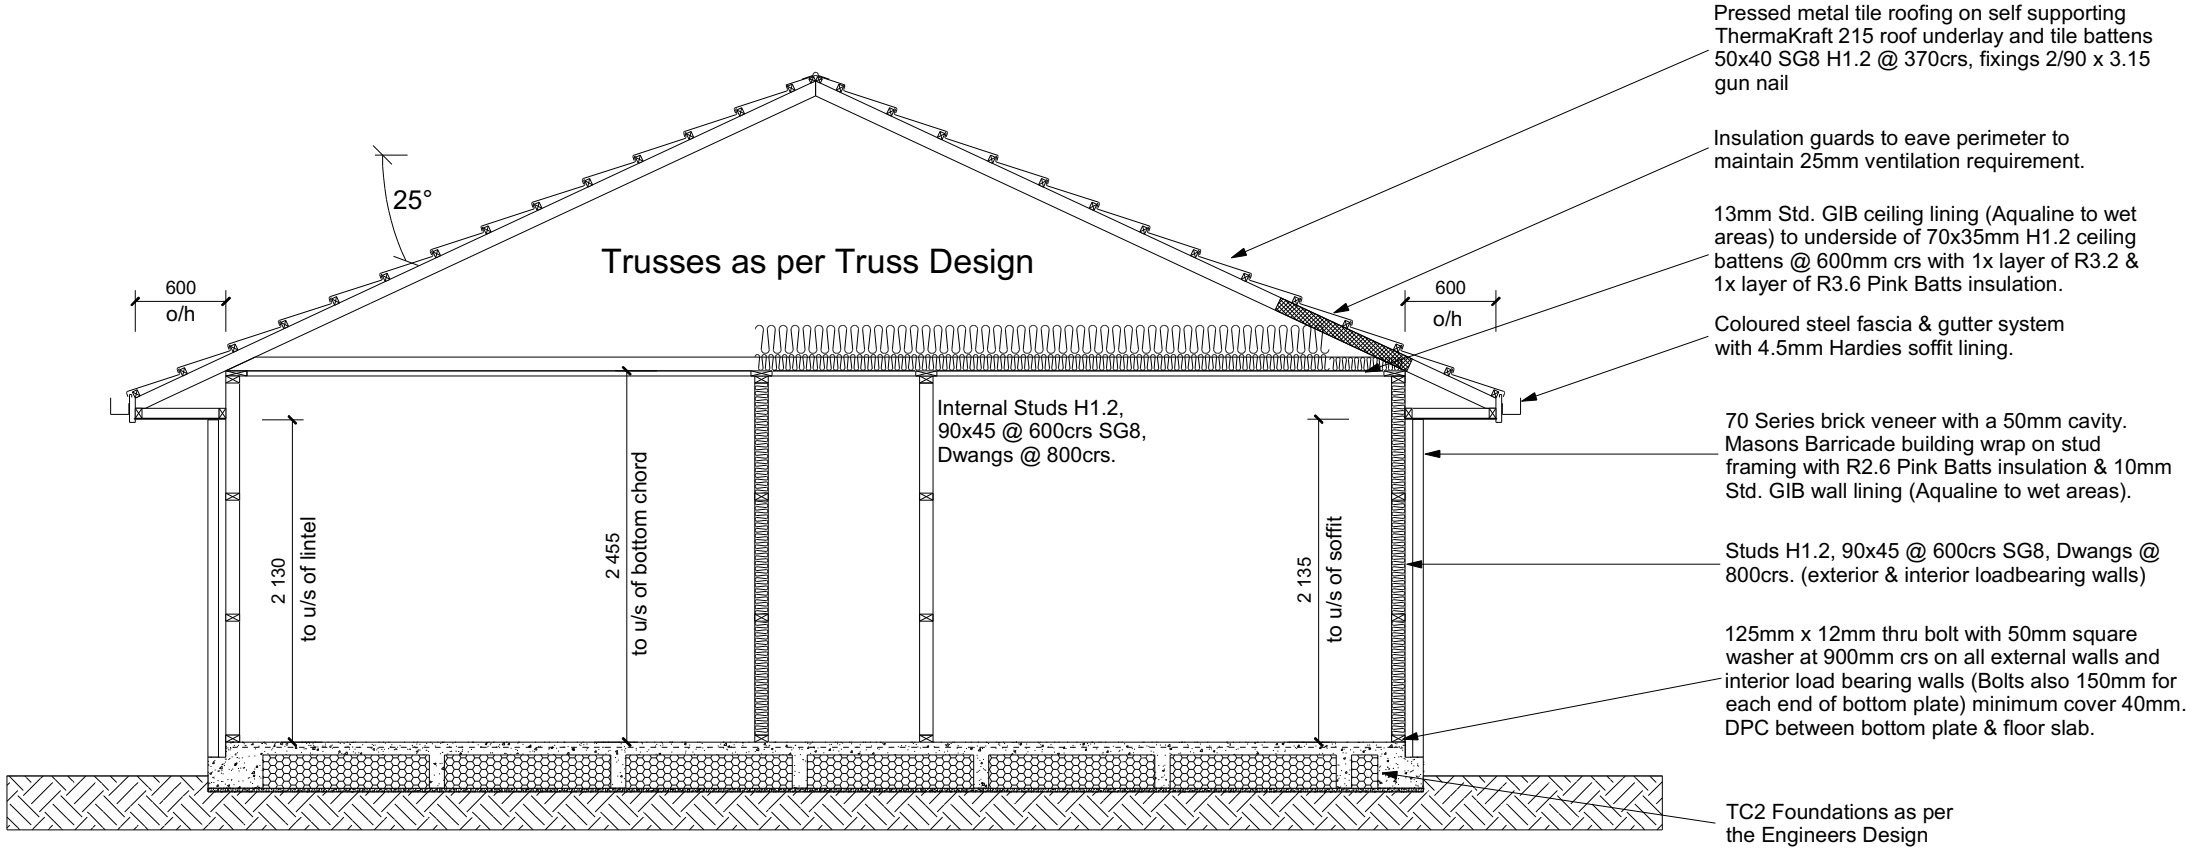 Pressed metal tile roofing on self supporting
ThermaKraft 215 roof underlay and tile battens
50x40 SG8 H1.2 @ 370crs, fixings 2/90 x 3.15
gun nail
Insulation guards to eave perimeter to
maintain 25mm ventilation requirement.
13mm Std. GIB ceiling lining (Aqualine to wet
areas) to underside of 70x35mm H1.2 ceiling
battens @ 600mm crs with 1x layer of R3.2 &
1x layer of R3.6 Pink Batts insulation.
Coloured steel fascia & gutter system
with 4.5mm Hardies soffit lining.
70 Series brick veneer with a 50mm cavity.
Masons Barricade building wrap on stud
framing with R2.6 Pink Batts insulation & 10mm
Std. GIB wall lining (Aqualine to wet areas).
Studs H1.2, 90x45 @ 600crs SG8, Dwangs @
800crs. (exterior & interior loadbearing walls)
125mm x 12mm thru bolt with 50mm square
washer at 900mm crs on all external walls and
interior load bearing walls (Bolts also 150mm for
each end of bottom plate) minimum cover 40mm.
DPC between bottom plate & floor slab.
TC2 Foundations as per
the Engineers Design
25°
Trusses as per Truss Design
600
o/h
600
o/h
Internal Studs H1.2,
90x45 @ 600crs SG8,
Dwangs @ 800crs.
2 130
to u/s of lintel
2 455
to u/s of bottom chord
2 135
to u/s of soffit